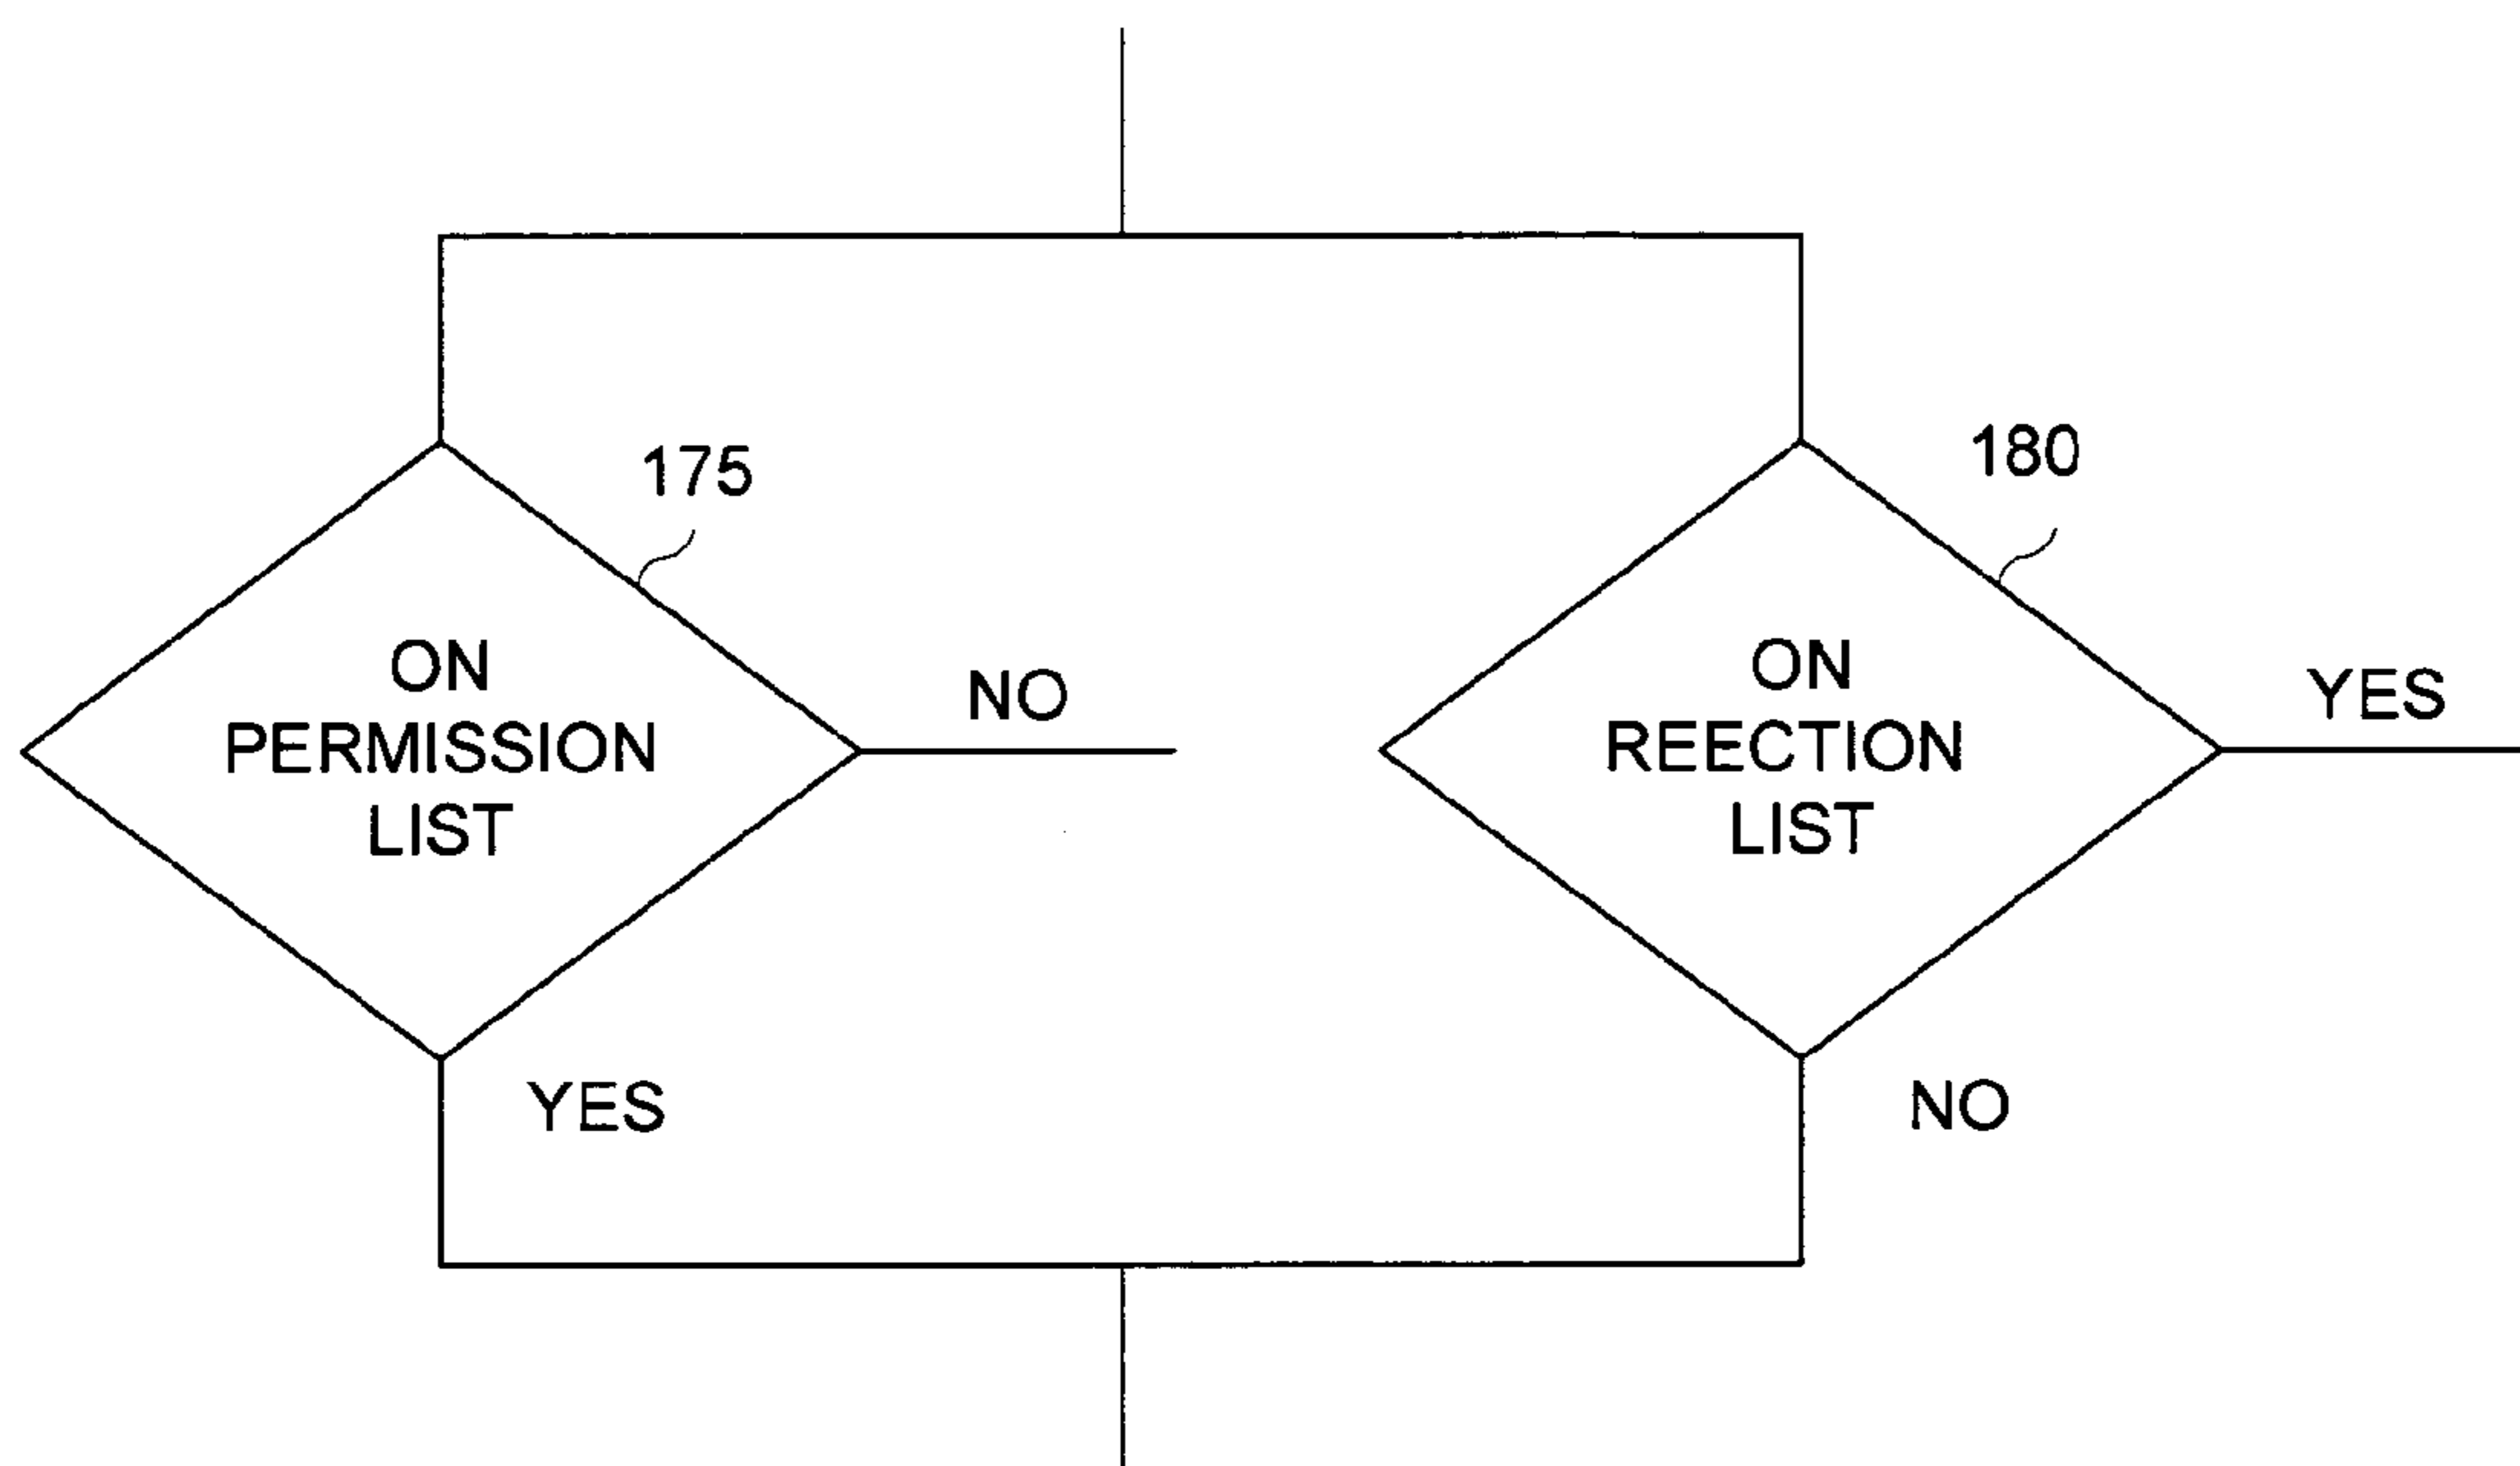 175
ON
PERMISSION
LIST
NO
YES
180
ON
REECTION
LIST
YES
NO